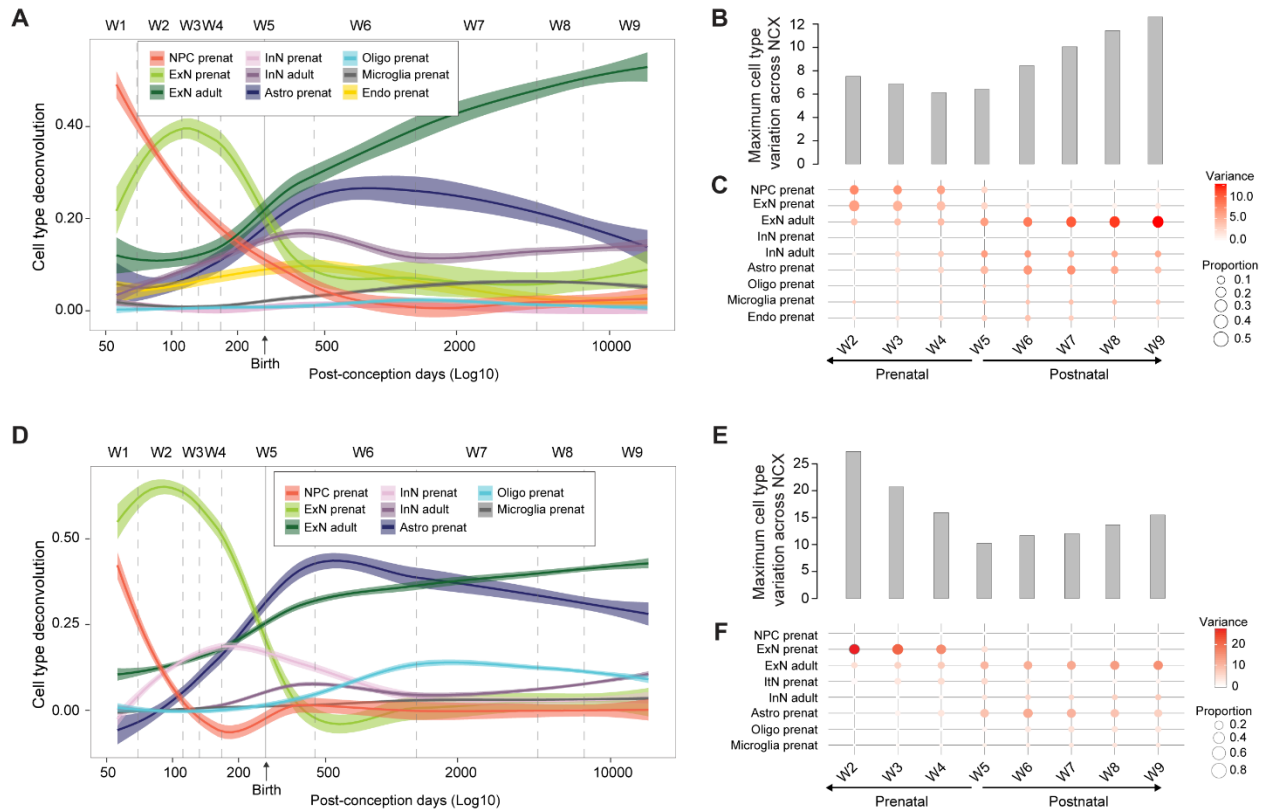 A
W1 W2 W3 W4 W5 W6 W7 W8 W9
NPC prenat InN prenat Oligo prenat
ExN prenat InN adult Microglia prenat
ExN adult Astro prenat Endo prenat
Cell type deconvolution
0.40
0.20
0.00
50 100 200 500 2000 10000
Birth
Post-conception days (Log10)
B
Maximum cell type
variation across NCX
12
10
8
6
4
2
0
C
NPC prenat
ExN prenat
ExN adult
InN prenat
InN adult
Astro prenat
Oligo prenat
Microglia prenat
Endo prenat
W2 W3 W4 W5 W6 W7 W8 W9
Prenatal Postnatal
Variance
10.0
5.0
0.0
Proportion
0.1
0.2
0.3
0.4
0.5
D
W1 W2 W3 W4 W5 W6 W7 W8 W9
NPC prenat InN prenat Oligo prenat
ExN prenat InN adult Microglia prenat
ExN adult Astro prenat
Cell type deconvolution
0.50
0.25
0.00
50 100 200 500 2000 10000
Birth
Post-conception days (Log10)
E
Maximum cell type
variation across NCX
25
20
15
10
5
0
F
NPC prenat
ExN prenat
ExN adult
ItN prenat
InN adult
Astro prenat
Oligo prenat
Microglia prenat
W2 W3 W4 W5 W6 W7 W8 W9
Prenatal Postnatal
Variance
20
10
0
Proportion
0.2
0.4
0.6
0.8